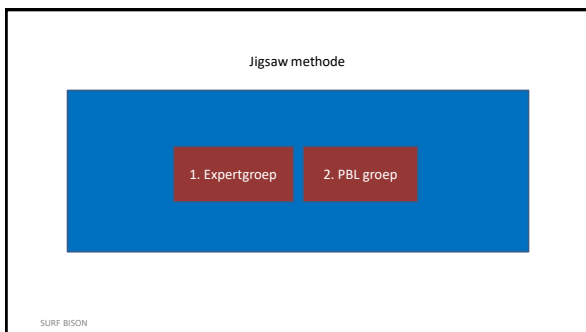 Jigsaw methode
1. Expertgroep
2. PBL groep
SURF BISON